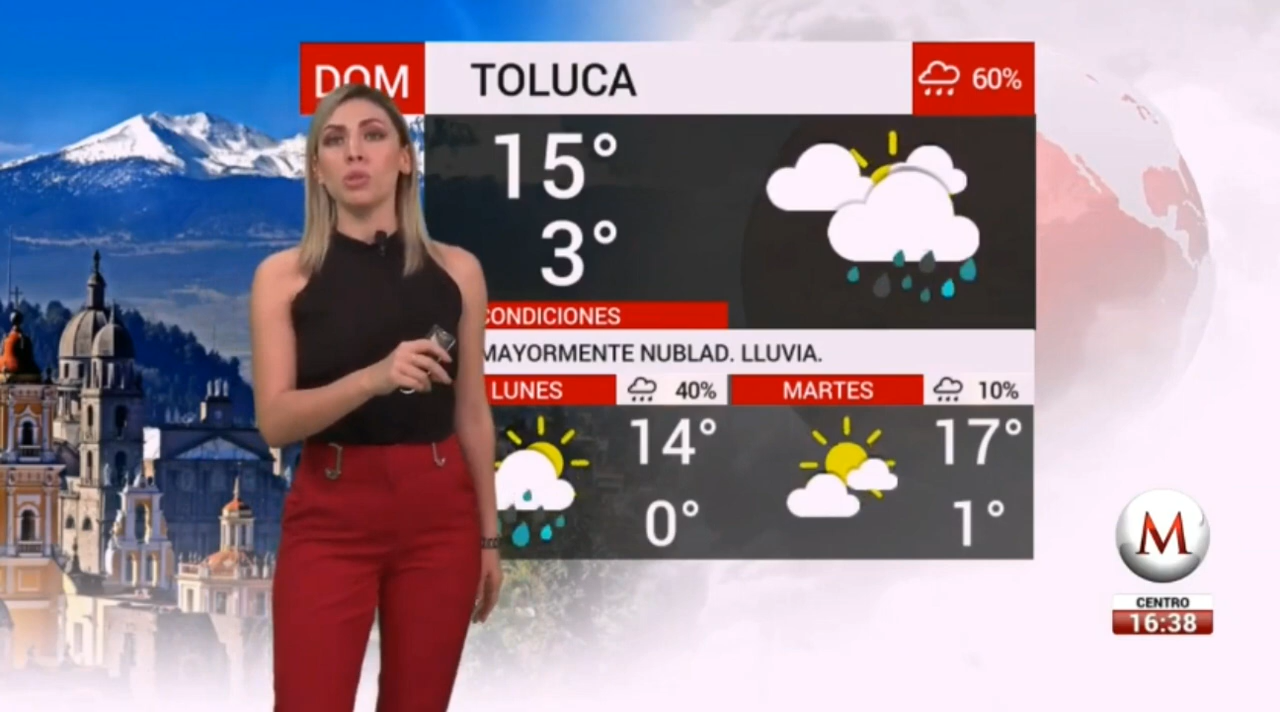 DOM
TOLUCA
60%
15°
3°
CONDICIONES
MAYORMENTE NUBLAD. LLUVIA.
LUNES
40%
MARTES
10%
14°
0°
17°
1°
M
CENTRO
16:38